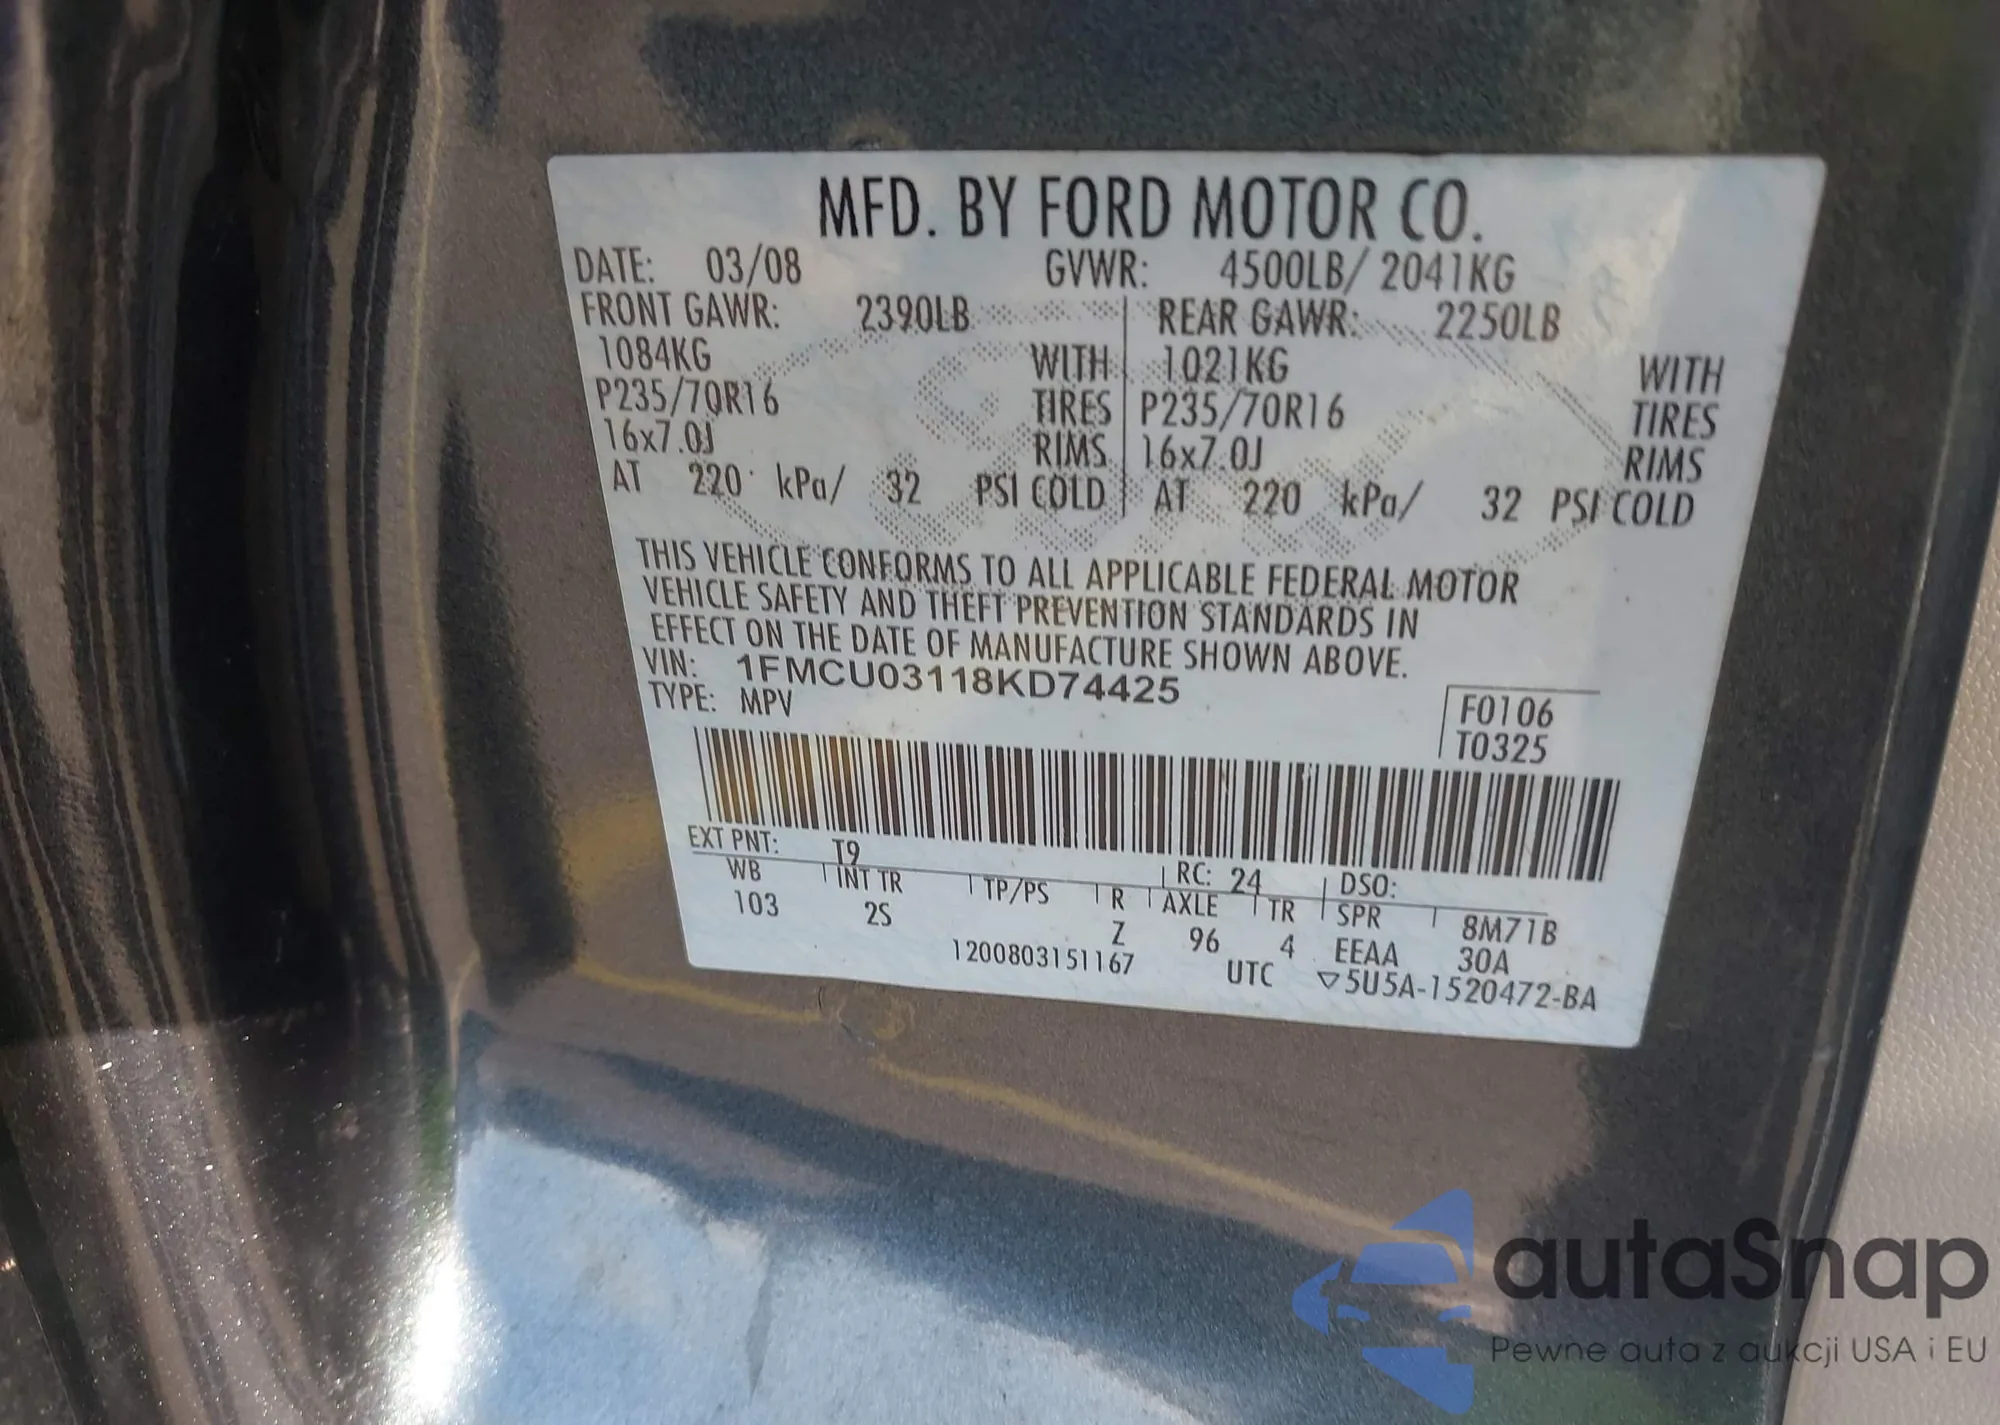 MFD. BY FORD MOTOR CO.
DATE: 03/08 GVWR: 4500LB/ 2041KG
FRONT GAWR: 2390LB REAR GAWR: 2250LB
1084KG WITH 1021KG WITH
P235/70R16 TIRES P235/70R16 TIRES
16x7.0J RIMS 16x7.0J RIMS
AT 220 kPa/ 32 PSI COLD AT 220 kPa/ 32 PSI COLD
THIS VEHICLE CONFORMS TO ALL APPLICABLE FEDERAL MOTOR
VEHICLE SAFETY AND THEFT PREVENTION STANDARDS IN
EFFECT ON THE DATE OF MANUFACTURE SHOWN ABOVE.
VIN: 1FMCU03118KD74425
TYPE: MPV
F0106
T0325
EXT PNT: T9 RC: 24 DSO:
WB INT TR TP/PS R AXLE TR SPR 8M71B
103 2S Z 96 4 EEAA 30A
1200803151167 UTC ▽5U5A-1520472-BA
autaSnap
Pewne auta z aukcji USA i EU